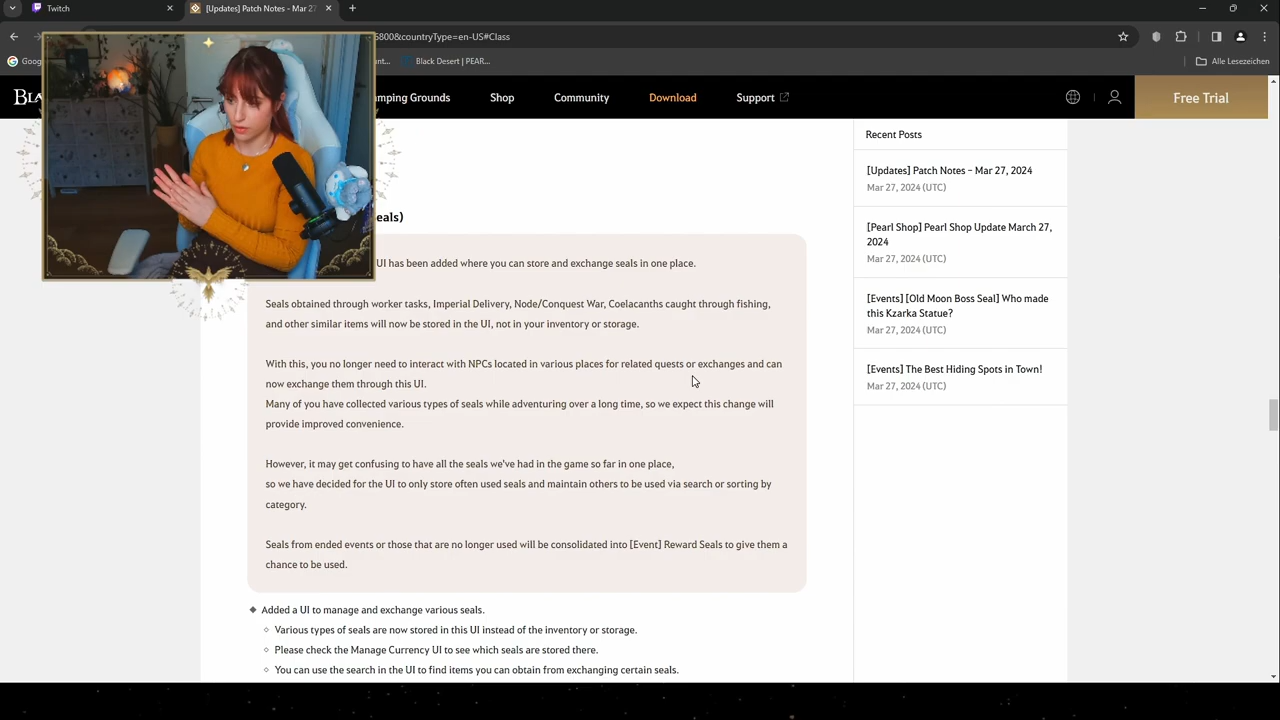 Twitch
[Updates] Patch Notes - Mar 27
5800&countryType=en-US#Class
Goog
unt...
Black Desert | PEAR...
Alle Lesezeichen
BLA
amping Grounds
Shop
Community
Download
Support
Free Trial
eals)
UI has been added where you can store and exchange seals in one place.
Seals obtained through worker tasks, Imperial Delivery, Node/Conquest War, Coelacanths caught through fishing,
and other similar items will now be stored in the UI, not in your inventory or storage.
With this, you no longer need to interact with NPCs located in various places for related quests or exchanges and can
now exchange them through this UI.
Many of you have collected various types of seals while adventuring over a long time, so we expect this change will
provide improved convenience.
However, it may get confusing to have all the seals we've had in the game so far in one place,
so we have decided for the UI to only store often used seals and maintain others to be used via search or sorting by
category.
Seals from ended events or those that are no longer used will be consolidated into [Event] Reward Seals to give them a
chance to be used.
Added a UI to manage and exchange various seals.
Various types of seals are now stored in this UI instead of the inventory or storage.
Please check the Manage Currency UI to see which seals are stored there.
You can use the search in the UI to find items you can obtain from exchanging certain seals.
Recent Posts
[Updates] Patch Notes – Mar 27, 2024
Mar 27, 2024 (UTC)
[Pearl Shop] Pearl Shop Update March 27,
2024
Mar 27, 2024 (UTC)
[Events] [Old Moon Boss Seal] Who made
this Kzarka Statue?
Mar 27, 2024 (UTC)
[Events] The Best Hiding Spots in Town!
Mar 27, 2024 (UTC)